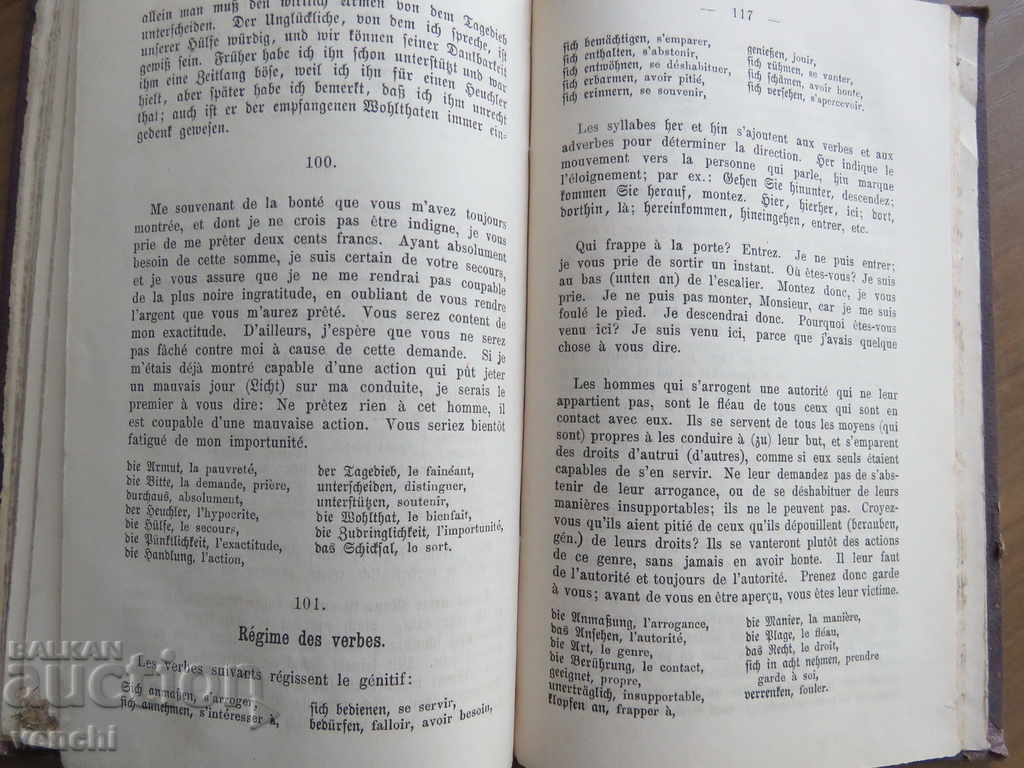 allein man muß den wirklich Armen von dem Tagedieb
unterscheiden. Der Unglückliche, von dem ich spreche, ist
unserer Hülfe würdig, und wir können seiner Dankbarkeit
gewiß sein. Früher habe ich ihn schon unterstützt und war
ihm eine Zeitlang böse, weil ich ihn für einen Heuchler
hielt, aber später habe ich bemerkt, daß ich ihm unrecht
that; auch ist er der empfangenen Wohlthaten immer ein-
gedenk gewesen.
100.
Me souvenant de la bonté que vous m'avez toujours
montrée, et dont je ne crois pas être indigne, je vous
prie de me prêter deux cents francs. Ayant absolument
besoin de cette somme, je suis certain de votre secours,
et je vous assure que je ne me rendrai pas coupable
de la plus noire ingratitude, en oubliant de vous rendre
l'argent que vous m'aurez prêté. Vous serez content de
mon exactitude. D'ailleurs, j'espère que vous ne serez
pas fâché contre moi à cause de cette demande. Si je
m'étais déjà montré capable d'une action qui pût jeter
un mauvais jour (Licht) sur ma conduite, je serais le
premier à vous dire: Ne prêtez rien à cet homme, il
est coupable d'une mauvaise action. Vous seriez bientôt
fatigué de mon importunité.
die Armut, la pauvreté,
die Bitte, la demande, prière,
durchaus, absolument,
der Heuchler, l'hypocrite,
die Hülfe, le secours,
die Pünktlichkeit, l'exactitude,
die Handlung, l'action,
der Tagedieb, le fainéant,
unterscheiden, distinguer,
unterstützen, soutenir,
die Wohlthat, le bienfait,
die Zudringlichkeit, l'importunité,
das Schicksal, le sort.
101.
Régime des verbes.
Les verbes suivants régissent le génitif:
Sich anmaßen, s'arroger,
sich annehmen, s'intéresser à,
sich bedienen, se servir,
bedürfen, falloir, avoir besoin,
— 117 —
sich bemächtigen, s'emparer,
sich enthalten, s'abstenir,
sich entwöhnen, se déshabituer,
sich erbarmen, avoir pitié,
sich erinnern, se souvenir,
genießen, jouir,
sich rühmen, se vanter,
sich schämen, avoir honte,
sich versehen, s'apercevoir.
Les syllabes her et hin s'ajoutent aux verbes et aux
adverbes pour déterminer la direction. Her indique le
mouvement vers la personne qui parle, hin marque
l'éloignement; par ex.: Gehen Sie hinunter, descendez;
kommen Sie herauf, montez. Hier, hierher, ici; dort,
dorthin, là; hereinkommen, hineingehen, entrer, etc.
Qui frappe à la porte? Entrez. Je ne puis entrer;
je vous prie de sortir un instant. Où êtes-vous? Je suis
au bas (unten an) de l'escalier. Montez donc, je vous
prie. Je ne puis pas monter, Monsieur, car je me suis
foulé le pied. Je descendrai donc. Pourquoi êtes-vous
venu ici? Je suis venu ici, parce que j'avais quelque
chose à vous dire.
Les hommes qui s'arrogent une autorité qui ne leur
appartient pas, sont le fléau de tous ceux qui sont en
contact avec eux. Ils se servent de tous les moyens (qui
sont) propres à les conduire à (zu) leur but, et s'emparent
des droits d'autrui (d'autres), comme si eux seuls étaient
capables de s'en servir. Ne leur demandez pas de s'abs-
tenir de leur arrogance, ou de se déshabituer de leurs
manières insupportables; ils ne le peuvent pas. Croyez-
vous qu'ils aient pitié de ceux qu'ils dépouillent (berauben,
gén.) de leurs droits? Ils se vanteront plutôt des actions
de ce genre, sans jamais en avoir honte. Il leur faut
de l'autorité et toujours de l'autorité. Prenez donc garde
à vous; avant de vous en être aperçu, vous êtes leur victime.
die Anmaßung, l'arrogance,
das Ansehen, l'autorité,
die Art, le genre,
die Berührung, le contact,
geeignet, propre,
unerträglich, insupportable,
klopfen an, frapper à,
die Manier, la manière,
die Plage, le fléau,
das Recht, le droit,
sich in acht nehmen, prendre
garde à soi,
verrenken, fouler.
BALKAN
auction
venchi